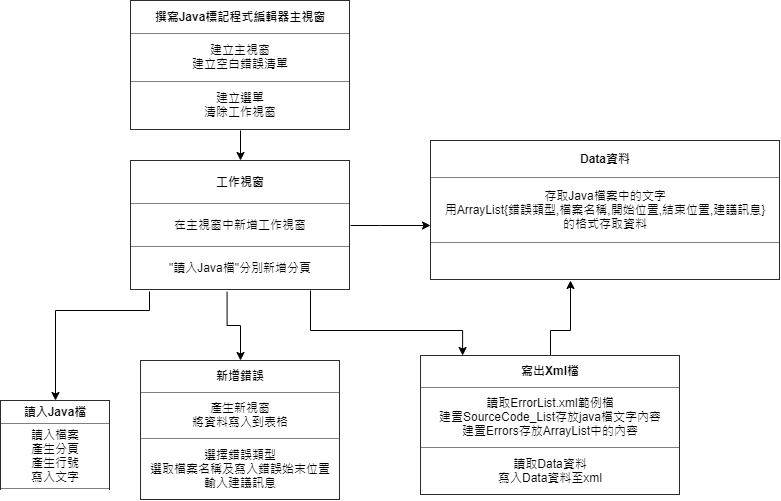 撰寫Java標記程式編輯器主視窗
建立主視窗
建立空白錯誤清單
建立選單
清除工作視窗
工作視窗
在主視窗中新增工作視窗
"讀入Java檔"分別新增分頁
Data資料
存取Java檔案中的文字
用ArrayList{錯誤類型,檔案名稱,開始位置,結束位置,建議訊息}
的格式存取資料
讀入Java檔
讀入檔案
產生分頁
產生行號
寫入文字
新增錯誤
產生新視窗
將資料寫入到表格
選擇錯誤類型
選取檔案名稱及寫入錯誤始末位置
輸入建議訊息
寫出Xml檔
讀取ErrorList.xml範例檔
建置SourceCode_List存放java檔文字內容
建置Errors存放ArrayList中的內容
讀取Data資料
寫入Data資料至xml